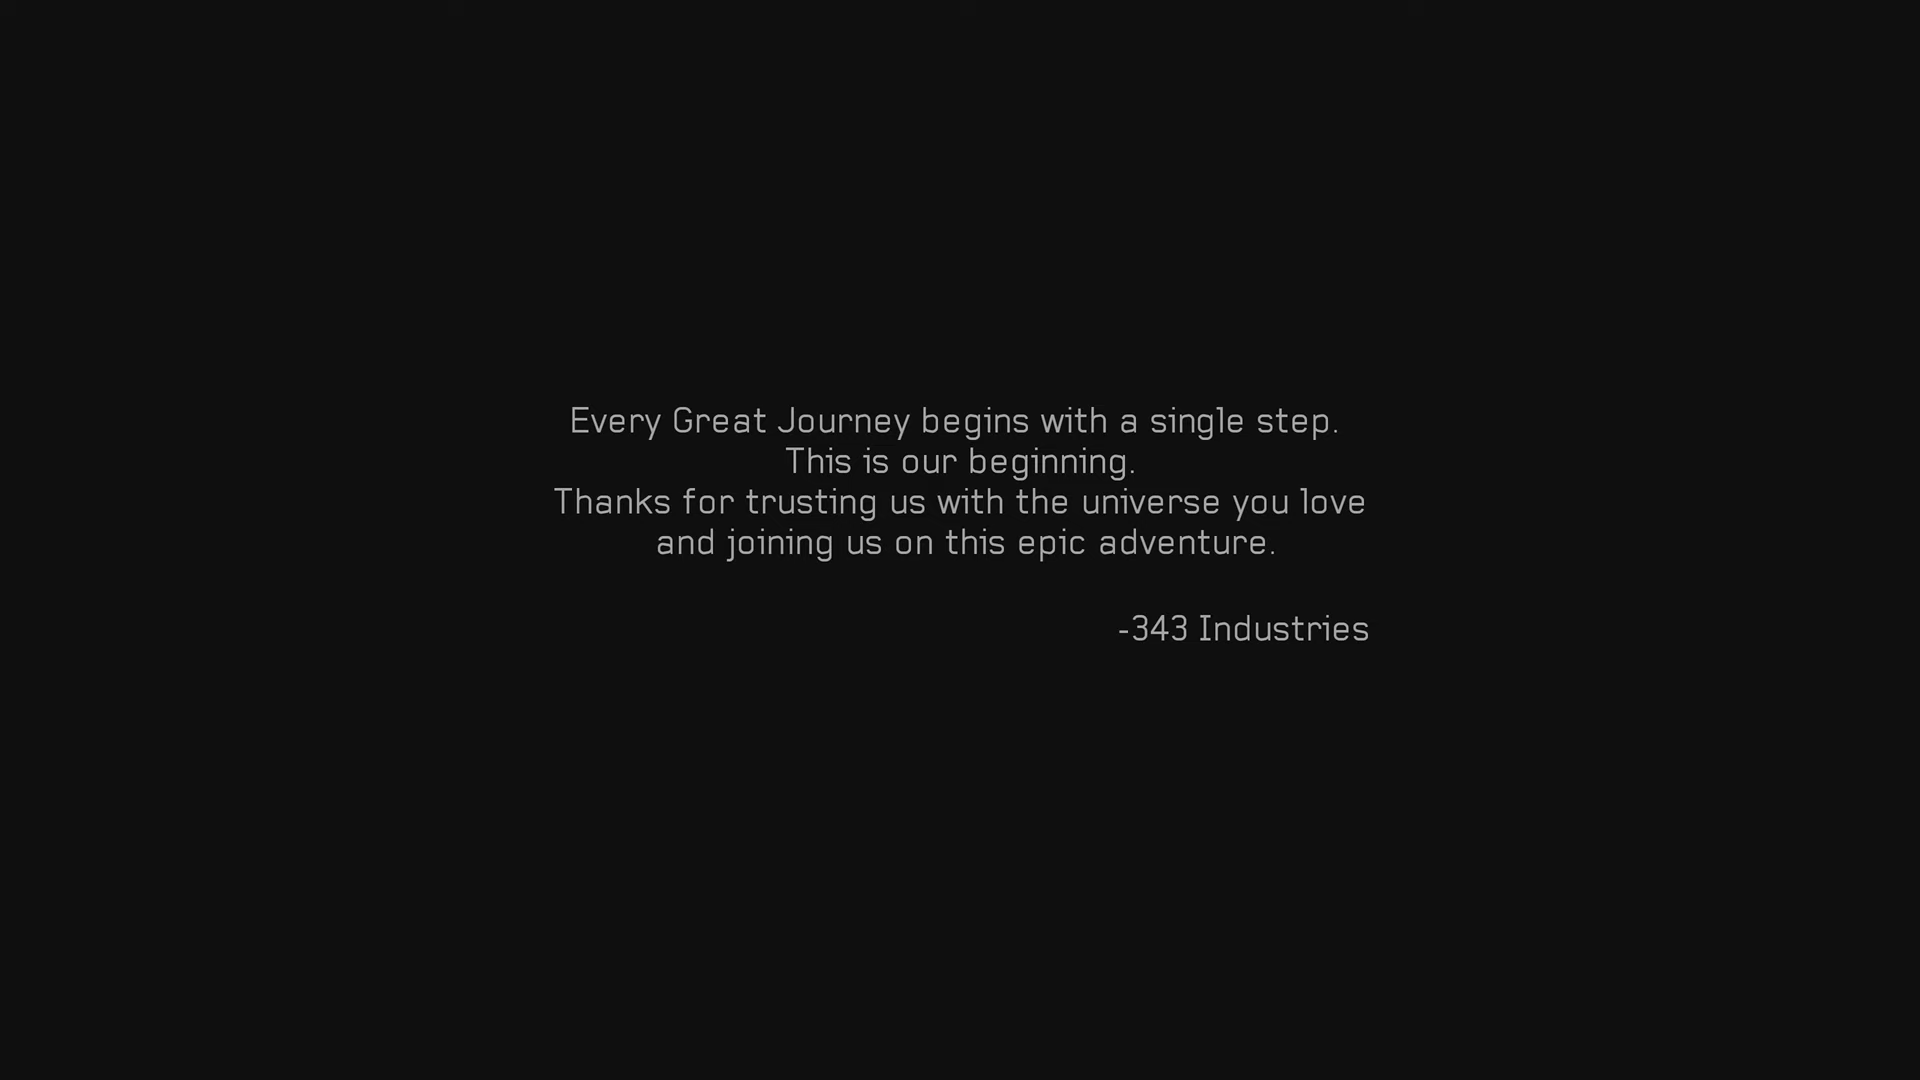 Every Great Journey begins with a single step.
This is our beginning.
Thanks for trusting us with the universe you love
and joining us on this epic adventure.
-343 Industries